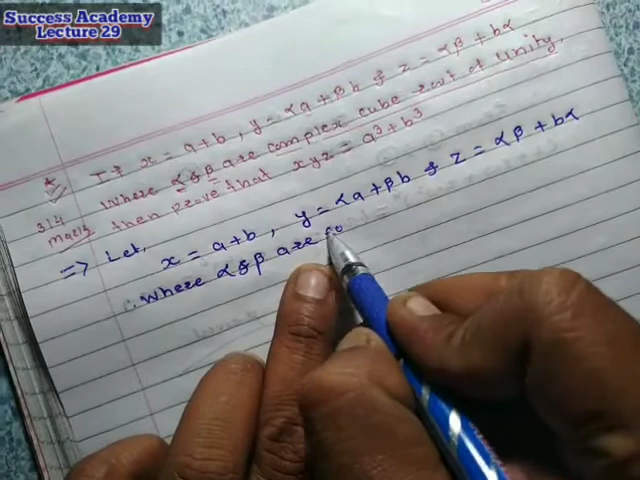 Success Academy
Lecture 29
If x = a+b, y = αa+βb & z = αβ+bα
Where α&β are complex cube root of unity,
then prove that xyz = a³+b³
3/4
marks
=> Let,
x = a+b, y = αa+βb & z = αβ+bα
∴ where α&β are co